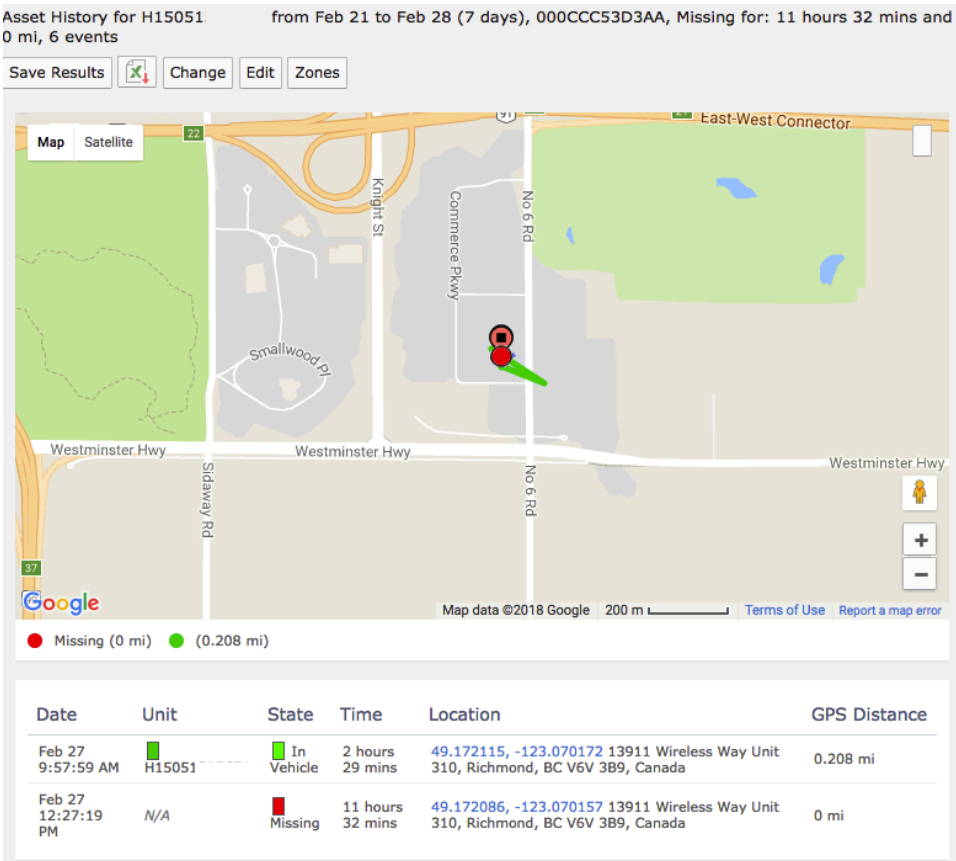 Asset History for H15051 from Feb 21 to Feb 28 (7 days), 000CCC53D3AA, Missing for: 11 hours 32 mins and
0 mi, 6 events
Save Results Change Edit Zones
Map Satellite
22
91
East-West Connector
Knight St
Commerce Pkwy
No 6 Rd
Smallwood Pl
Westminster Hwy
Westminster Hwy
Westminster Hwy
Sidaway Rd
No 6 Rd
37
Google
Map data ©2018 Google 200 m Terms of Use Report a map error
Missing (0 mi) (0.208 mi)
Date Unit State Time Location GPS Distance
Feb 27
9:57:59 AM
H15051
In
Vehicle
2 hours
29 mins
49.172115, -123.070172 13911 Wireless Way Unit
310, Richmond, BC V6V 3B9, Canada
0.208 mi
Feb 27
12:27:19
PM
N/A
Missing
11 hours
32 mins
49.172086, -123.070157 13911 Wireless Way Unit
310, Richmond, BC V6V 3B9, Canada
0 mi